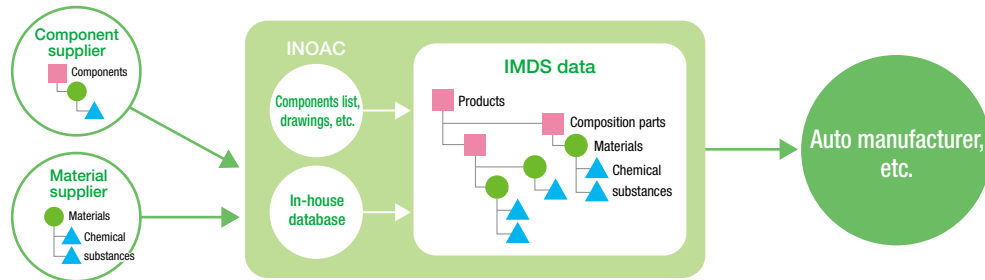 Component
supplier
Components
Material
supplier
Materials
Chemical
substances
INOAC
Components list,
drawings, etc.
In-house
database
IMDS data
Products
Composition parts
Materials
Chemical
substances
Auto manufacturer,
etc.